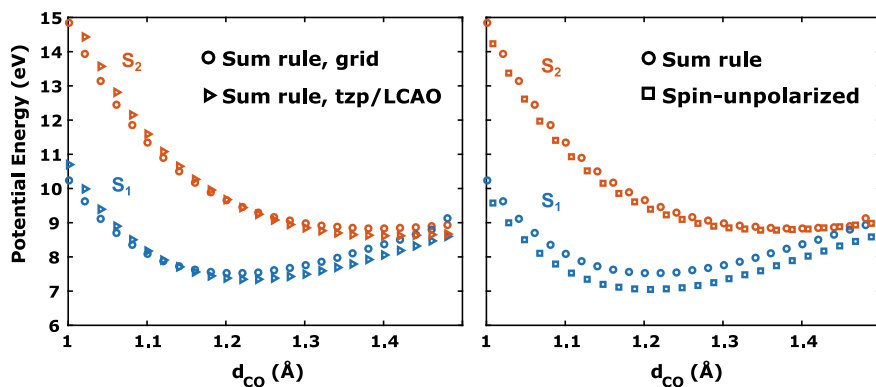 Potential Energy (eV)
15
14
13
12
11
10
9
8
7
6
S2
S1
Sum rule, grid
Sum rule, tzp/LCAO
1
1.1
1.2
1.3
1.4
dCO (Å)
S2
S1
Sum rule
Spin-unpolarized
1
1.1
1.2
1.3
1.4
dCO (Å)